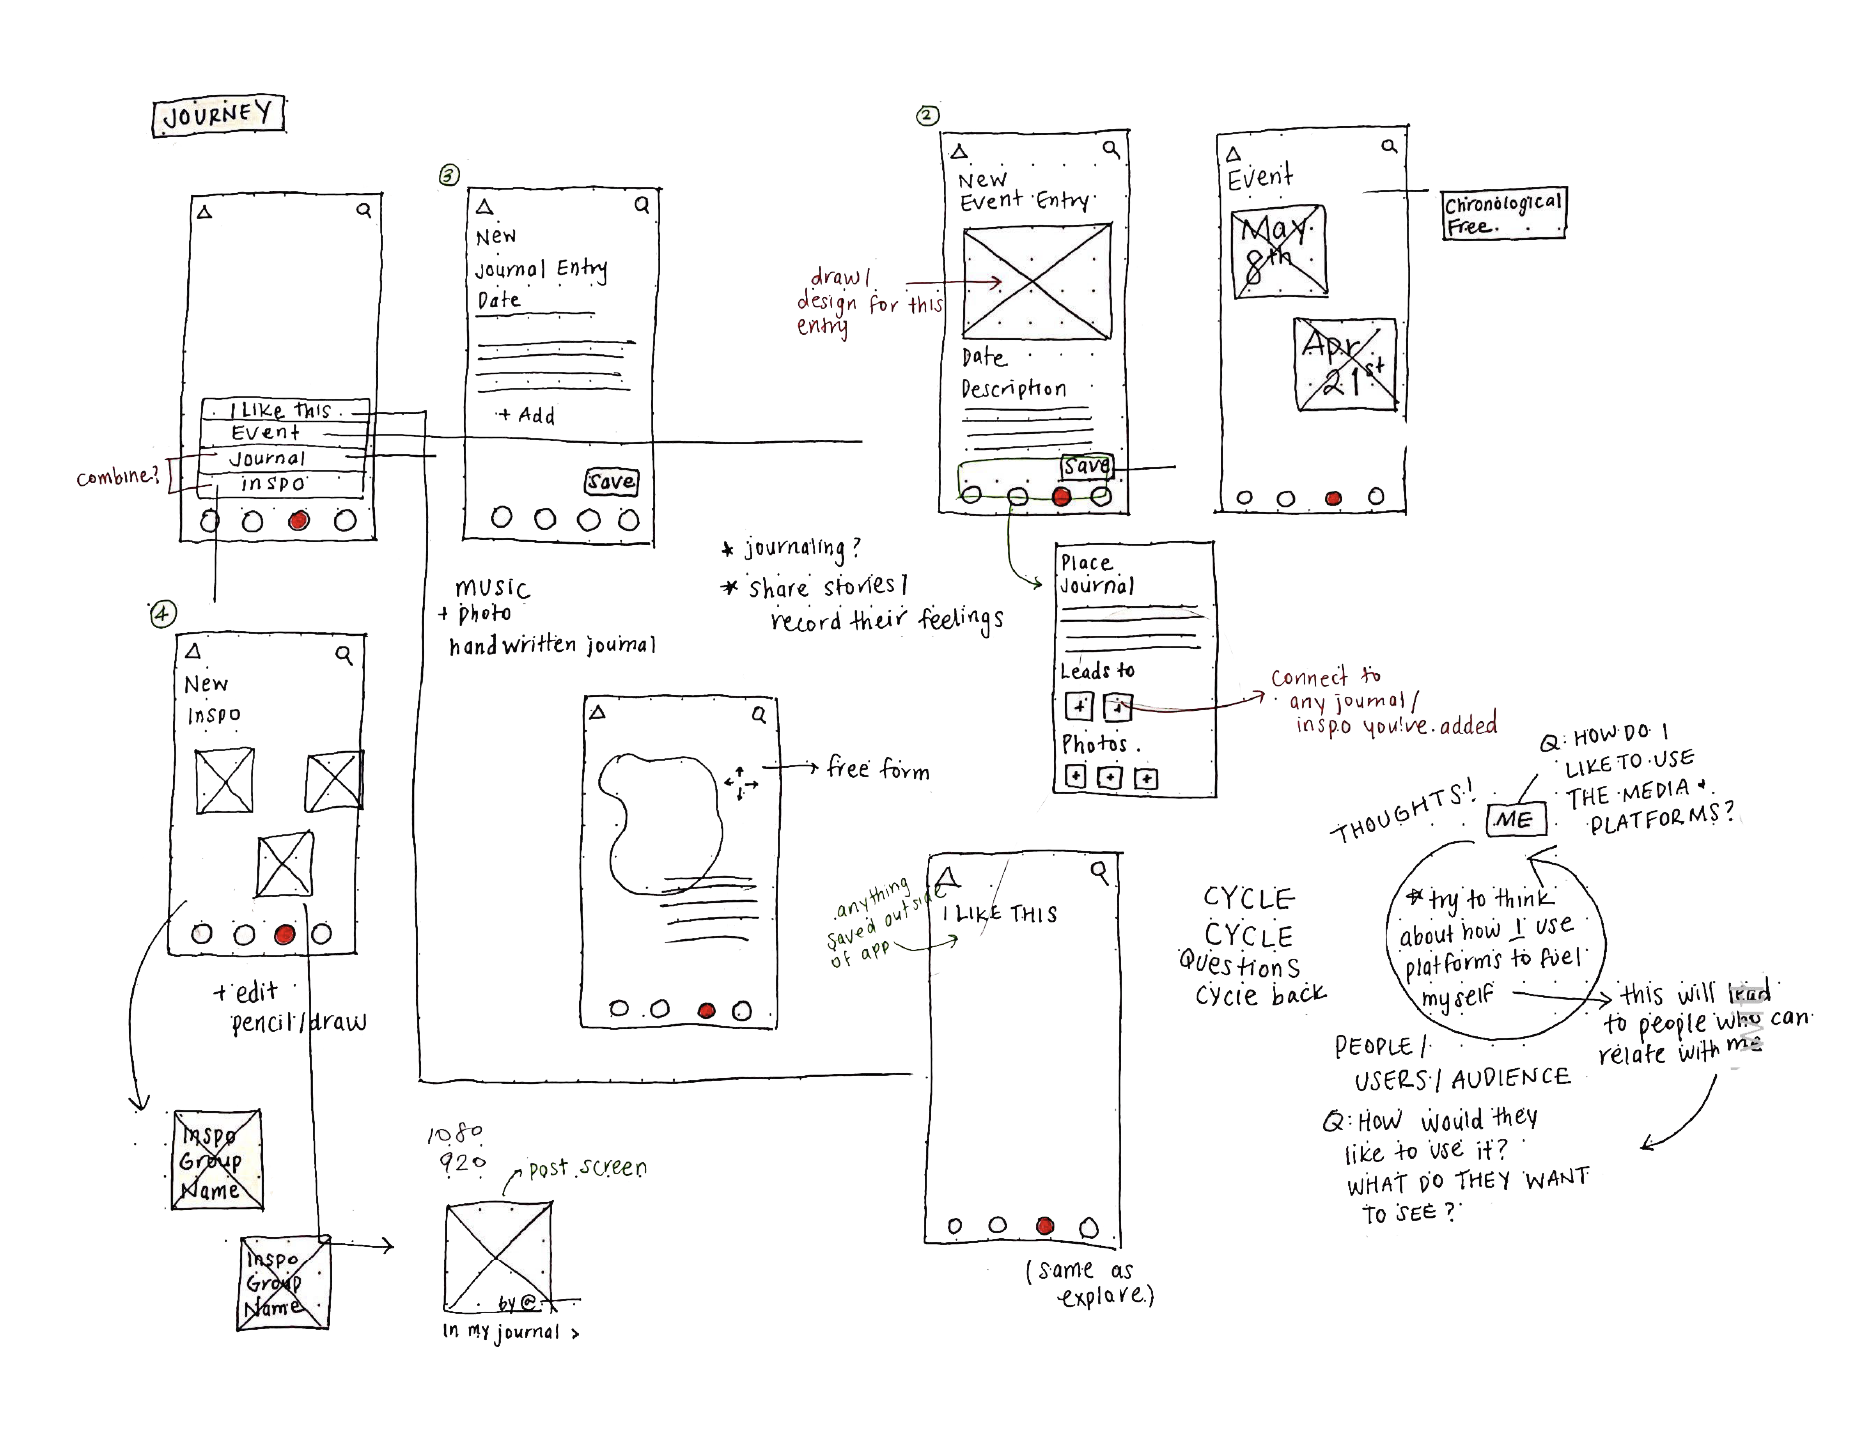 JOURNEY
I Like this
Event
Journal
inspo
combine?
3
New
Journal Entry
Date
+ Add
Save
MUSIC
+ photo
handwritten journal
* journaling?
* share stories/
record their feelings
2
New
Event Entry
draw/
design for this
entry
Date
Description
Save
Event
May
8th
Apr
21st
Chronological
Free
Place
Journal
Leads to
+ +
Photos
+ + +
Connect to
any journal/
inspo you've added
4
New
Inspo
+ edit
pencil/draw
Inspo
Group
Name
Inspo
Group
Name
free form
1080
920
post screen
by @
In my journal >
anything
saved outside
of app
I LIKE THIS
(same as
explore)
THOUGHTS!
ME
Q: HOW DO I
LIKE TO USE
THE MEDIA +
PLATFORMS?
CYCLE
CYCLE
Questions
Cycle back
* try to think
about how I use
platforms to fuel
myself
this will lead
to people who can
relate with me
PEOPLE/
USERS/AUDIENCE
Q: How would they
like to use it?
WHAT DO THEY WANT
TO SEE?